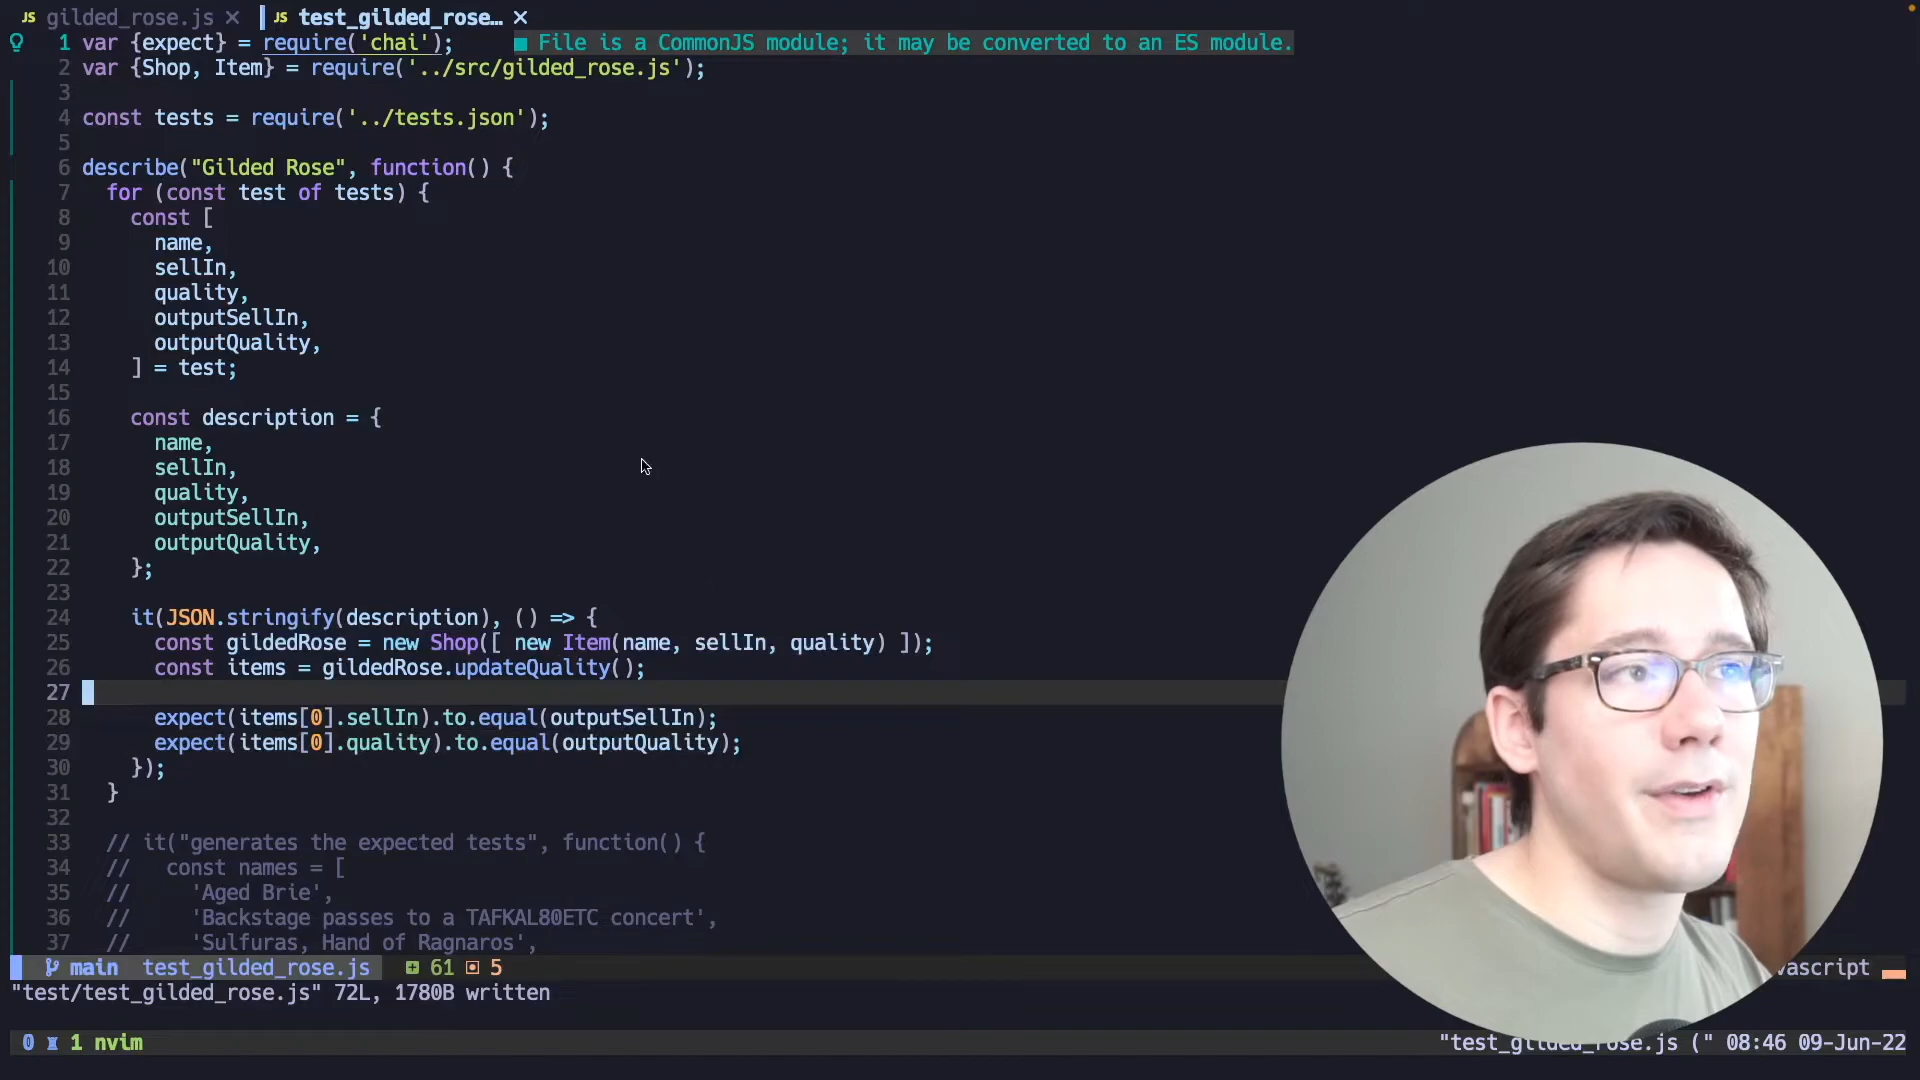 JS gilded_rose.js ✕ JS test_gilded_rose… ✕
1 var {expect} = require('chai'); ■ File is a CommonJS module; it may be converted to an ES module.
2 var {Shop, Item} = require('../src/gilded_rose.js');
3
4 const tests = require('../tests.json');
5
6 describe("Gilded Rose", function() {
7 for (const test of tests) {
8 const [
9 name,
10 sellIn,
11 quality,
12 outputSellIn,
13 outputQuality,
14 ] = test;
15
16 const description = {
17 name,
18 sellIn,
19 quality,
20 outputSellIn,
21 outputQuality,
22 };
23
24 it(JSON.stringify(description), () => {
25 const gildedRose = new Shop([ new Item(name, sellIn, quality) ]);
26 const items = gildedRose.updateQuality();
27
28 expect(items[0].sellIn).to.equal(outputSellIn);
29 expect(items[0].quality).to.equal(outputQuality);
30 });
31 }
32
33 // it("generates the expected tests", function() {
34 // const names = [
35 // 'Aged Brie',
36 // 'Backstage passes to a TAFKAL80ETC concert',
37 // 'Sulfuras, Hand of Ragnaros',
main test_gilded_rose.js 61 5 vascript
"test/test_gilded_rose.js" 72L, 1780B written
0 1 nvim "test_gilded_rose.js (" 08:46 09-Jun-22